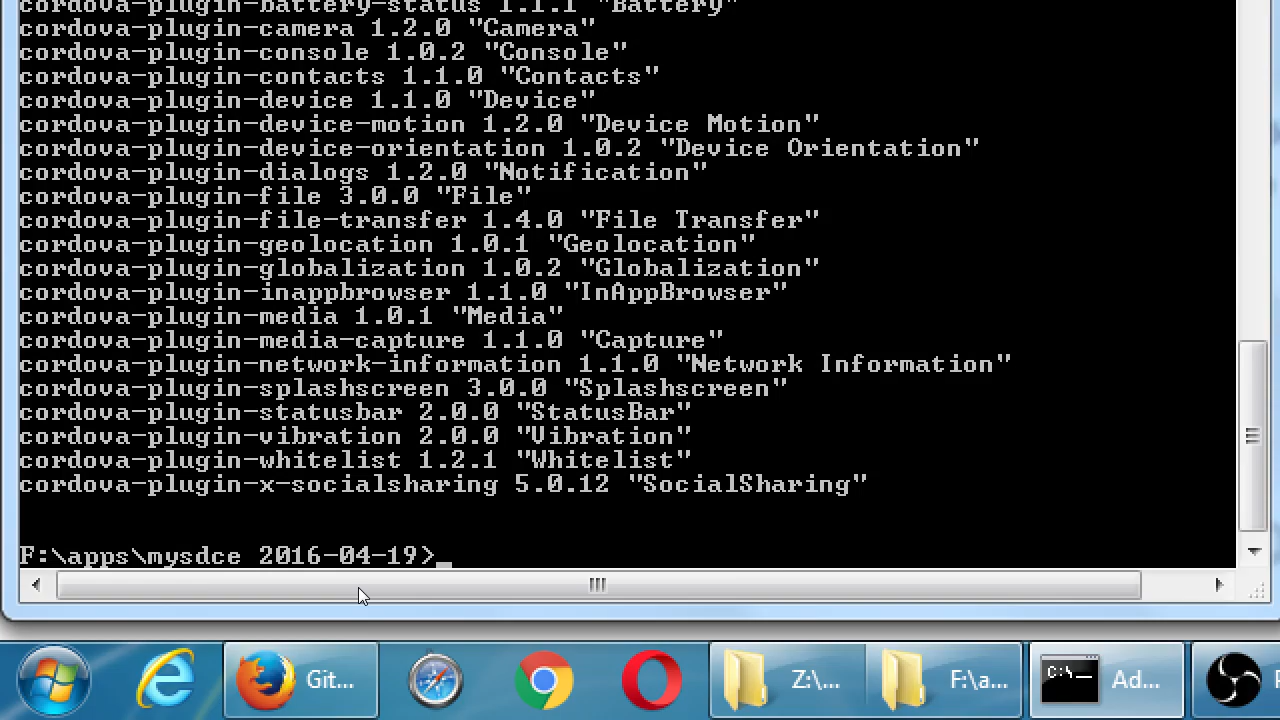 cordova-plugin-battery-status 1.1.1 "Battery"
cordova-plugin-camera 1.2.0 "Camera"
cordova-plugin-console 1.0.2 "Console"
cordova-plugin-contacts 1.1.0 "Contacts"
cordova-plugin-device 1.1.0 "Device"
cordova-plugin-device-motion 1.2.0 "Device Motion"
cordova-plugin-device-orientation 1.0.2 "Device Orientation"
cordova-plugin-dialogs 1.2.0 "Notification"
cordova-plugin-file 3.0.0 "File"
cordova-plugin-file-transfer 1.4.0 "File Transfer"
cordova-plugin-geolocation 1.0.1 "Geolocation"
cordova-plugin-globalization 1.0.2 "Globalization"
cordova-plugin-inappbrowser 1.1.0 "InAppBrowser"
cordova-plugin-media 1.0.1 "Media"
cordova-plugin-media-capture 1.1.0 "Capture"
cordova-plugin-network-information 1.1.0 "Network Information"
cordova-plugin-splashscreen 3.0.0 "Splashscreen"
cordova-plugin-statusbar 2.0.0 "StatusBar"
cordova-plugin-vibration 2.0.0 "Vibration"
cordova-plugin-whitelist 1.2.1 "Whitelist"
cordova-plugin-x-socialsharing 5.0.12 "SocialSharing"
F:\apps\mysdce 2016-04-19>_
Git... Z:\... F:\a... C:\ Ad...